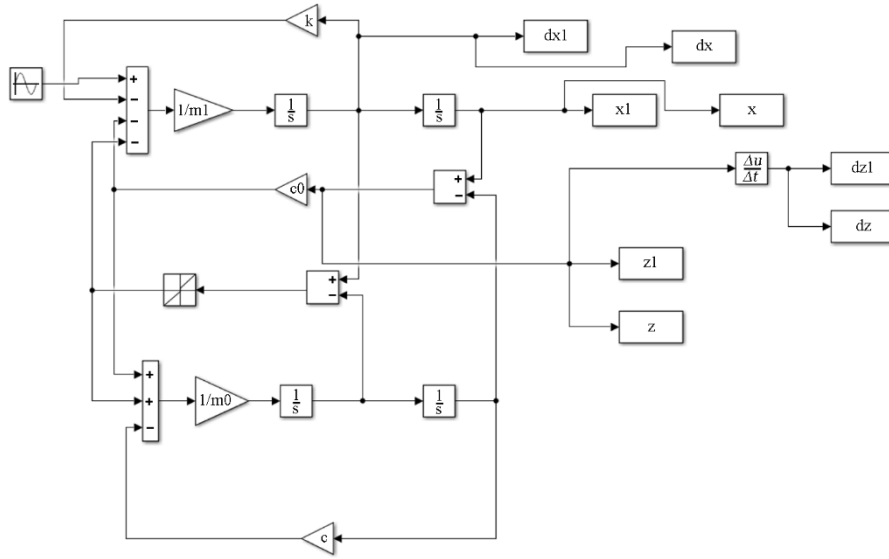 k
dx1
dx
+
−
−
−
1/m1
1
s
1
s
x1
x
c0
+
−
Δu
Δt
dz1
dz
z1
z
+
−
+
+
−
1/m0
1
s
1
s
c